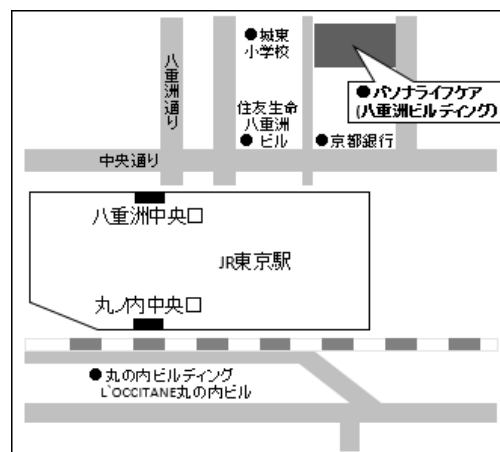 ●城東
小学校
八重洲通り
●パソナライフケア
(八重洲ビルディング)
住友生命
八重洲
●ビル
●京都銀行
中央通り
八重洲中央口
JR東京駅
丸ノ内中央口
●丸の内ビルディング
L`OCCITANE丸の内ビル